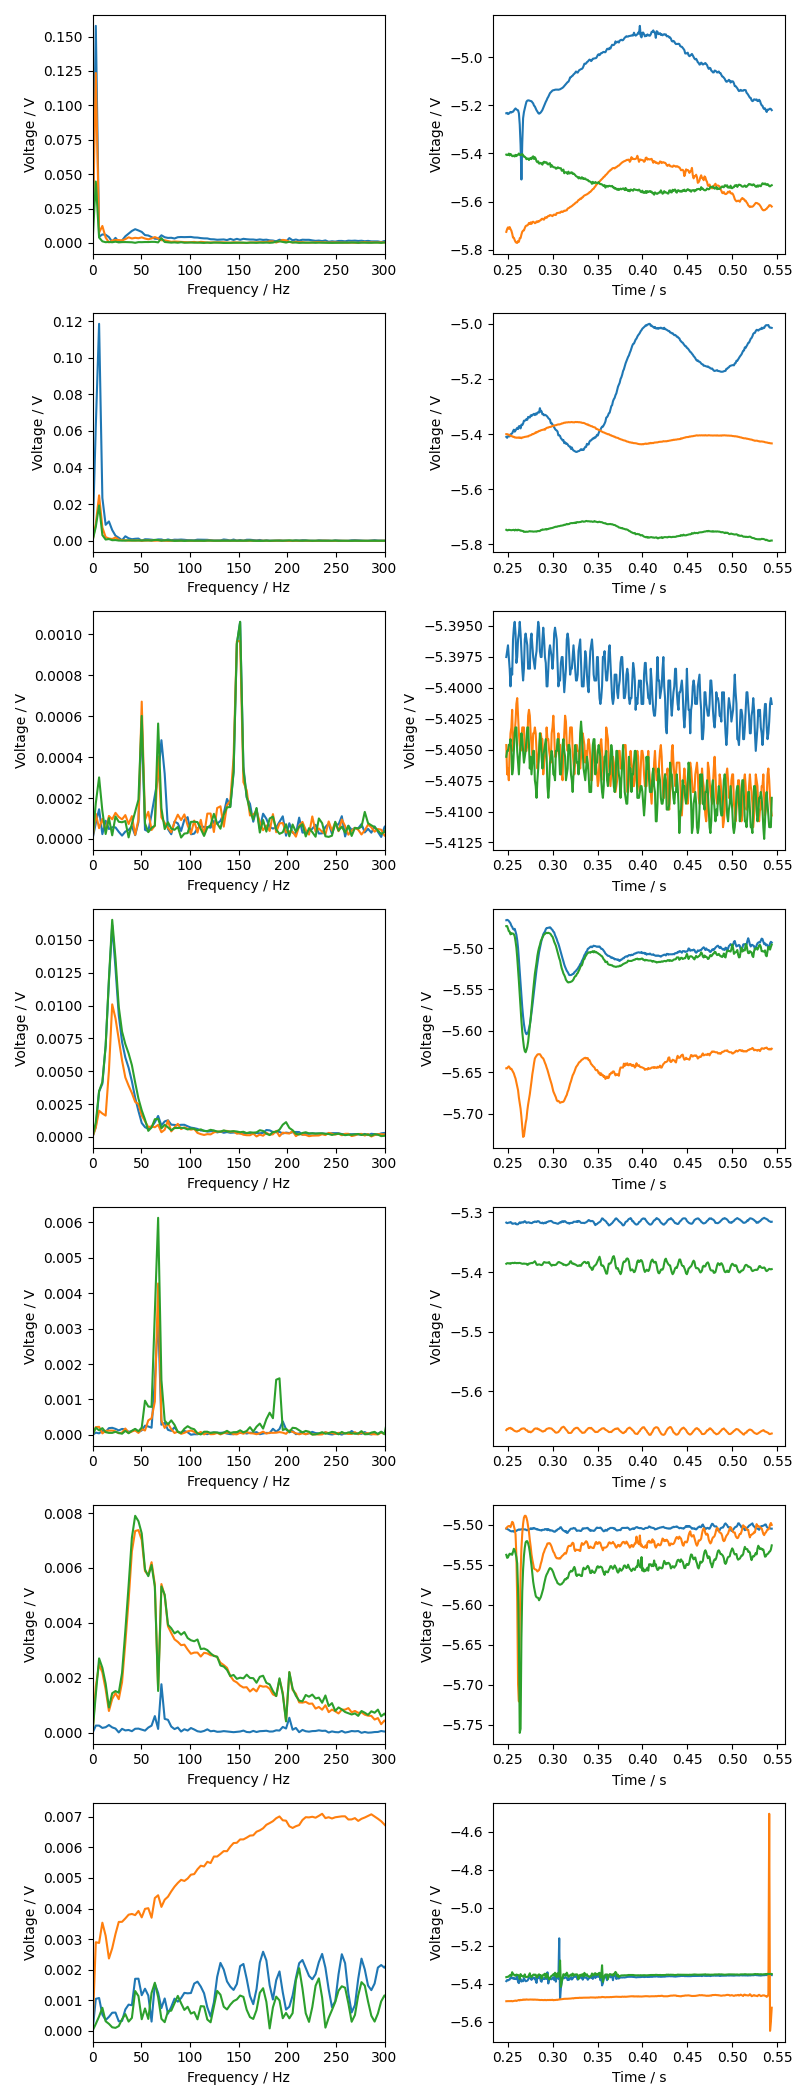 0.150
0.125
0.100
0.075
0.050
0.025
0.000
Voltage / V
0 50 100 150 200 250 300
Frequency / Hz
−5.0
−5.2
−5.4
−5.6
−5.8
Voltage / V
0.25 0.30 0.35 0.40 0.45 0.50 0.55
Time / s
0.12
0.10
0.08
0.06
0.04
0.02
0.00
Voltage / V
0 50 100 150 200 250 300
Frequency / Hz
−5.0
−5.2
−5.4
−5.6
−5.8
Voltage / V
0.25 0.30 0.35 0.40 0.45 0.50 0.55
Time / s
0.0010
0.0008
0.0006
0.0004
0.0002
0.0000
Voltage / V
0 50 100 150 200 250 300
Frequency / Hz
−5.3950
−5.3975
−5.4000
−5.4025
−5.4050
−5.4075
−5.4100
−5.4125
Voltage / V
0.25 0.30 0.35 0.40 0.45 0.50 0.55
Time / s
0.0150
0.0125
0.0100
0.0075
0.0050
0.0025
0.0000
Voltage / V
0 50 100 150 200 250 300
Frequency / Hz
−5.50
−5.55
−5.60
−5.65
−5.70
Voltage / V
0.25 0.30 0.35 0.40 0.45 0.50 0.55
Time / s
0.006
0.005
0.004
0.003
0.002
0.001
0.000
Voltage / V
0 50 100 150 200 250 300
Frequency / Hz
−5.3
−5.4
−5.5
−5.6
Voltage / V
0.25 0.30 0.35 0.40 0.45 0.50 0.55
Time / s
0.008
0.006
0.004
0.002
0.000
Voltage / V
0 50 100 150 200 250 300
Frequency / Hz
−5.50
−5.55
−5.60
−5.65
−5.70
−5.75
Voltage / V
0.25 0.30 0.35 0.40 0.45 0.50 0.55
Time / s
0.007
0.006
0.005
0.004
0.003
0.002
0.001
0.000
Voltage / V
0 50 100 150 200 250 300
Frequency / Hz
−4.6
−4.8
−5.0
−5.2
−5.4
−5.6
Voltage / V
0.25 0.30 0.35 0.40 0.45 0.50 0.55
Time / s